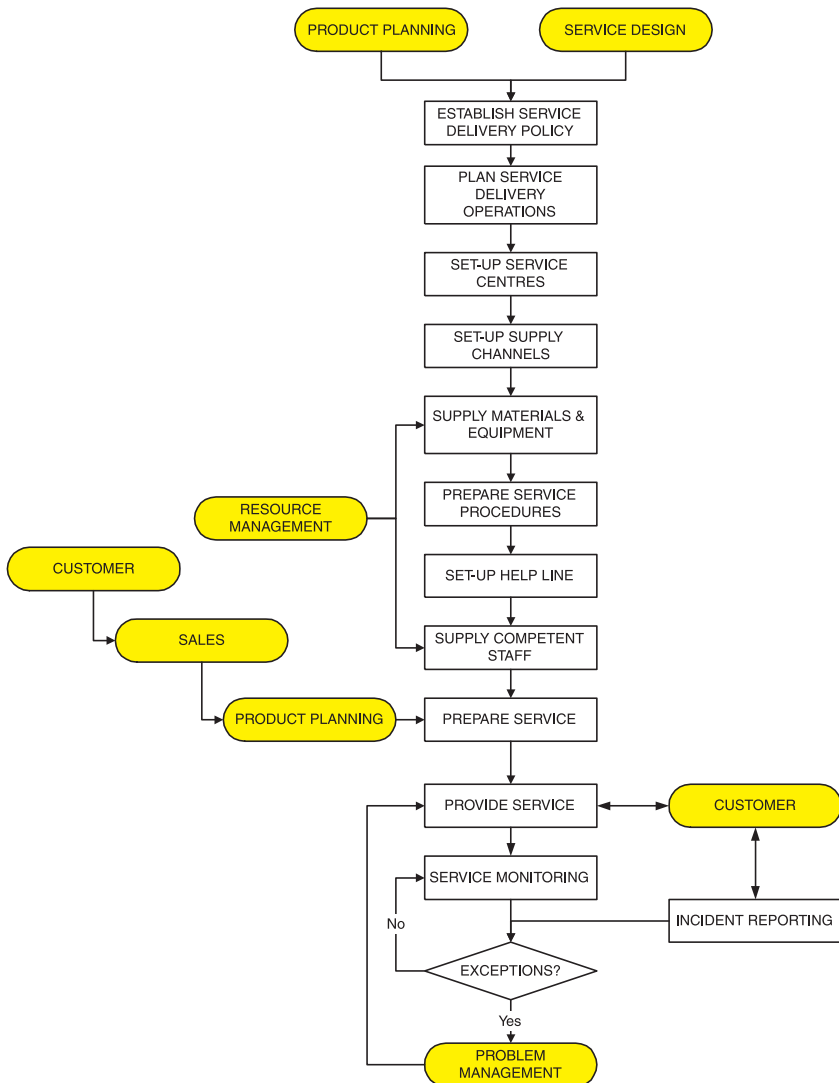 PRODUCT PLANNING
SERVICE DESIGN
ESTABLISH SERVICE
DELIVERY POLICY
PLAN SERVICE
DELIVERY
OPERATIONS
SET-UP SERVICE
CENTRES
SET-UP SUPPLY
CHANNELS
SUPPLY MATERIALS &
EQUIPMENT
RESOURCE
MANAGEMENT
PREPARE SERVICE
PROCEDURES
CUSTOMER
SET-UP HELP LINE
SALES
SUPPLY COMPETENT
STAFF
PRODUCT PLANNING
PREPARE SERVICE
PROVIDE SERVICE
CUSTOMER
SERVICE MONITORING
No
INCIDENT REPORTING
EXCEPTIONS?
Yes
PROBLEM
MANAGEMENT